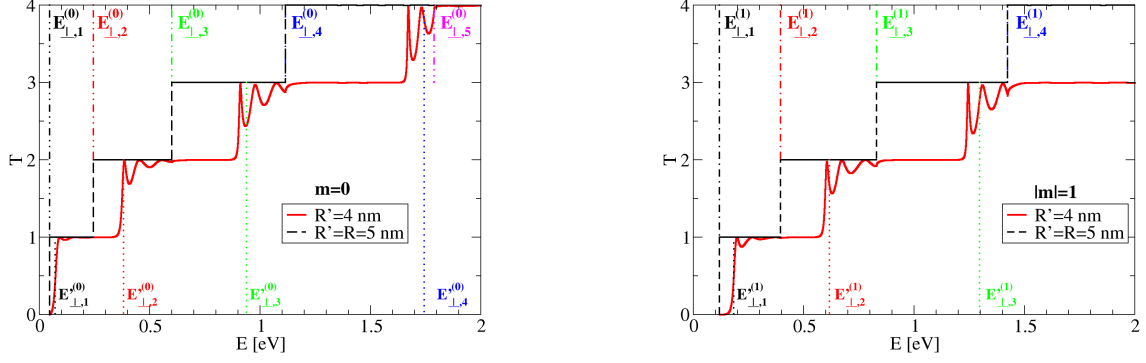 4
3
2
1
0
T
0
0.5
1
1.5
2
E [eV]
E⊥,1(0)
E⊥,2(0)
E⊥,3(0)
E⊥,4(0)
E⊥,5(0)
m=0
R'=4 nm
R'=R=5 nm
E'⊥,1(0)
E'⊥,2(0)
E'⊥,3(0)
E'⊥,4(0)
4
3
2
1
0
T
0
0.5
1
1.5
2
E [eV]
E⊥,1(1)
E⊥,2(1)
E⊥,3(1)
E⊥,4(1)
|m|=1
R'=4 nm
R'=R=5 nm
E'⊥,1(1)
E'⊥,2(1)
E'⊥,3(1)